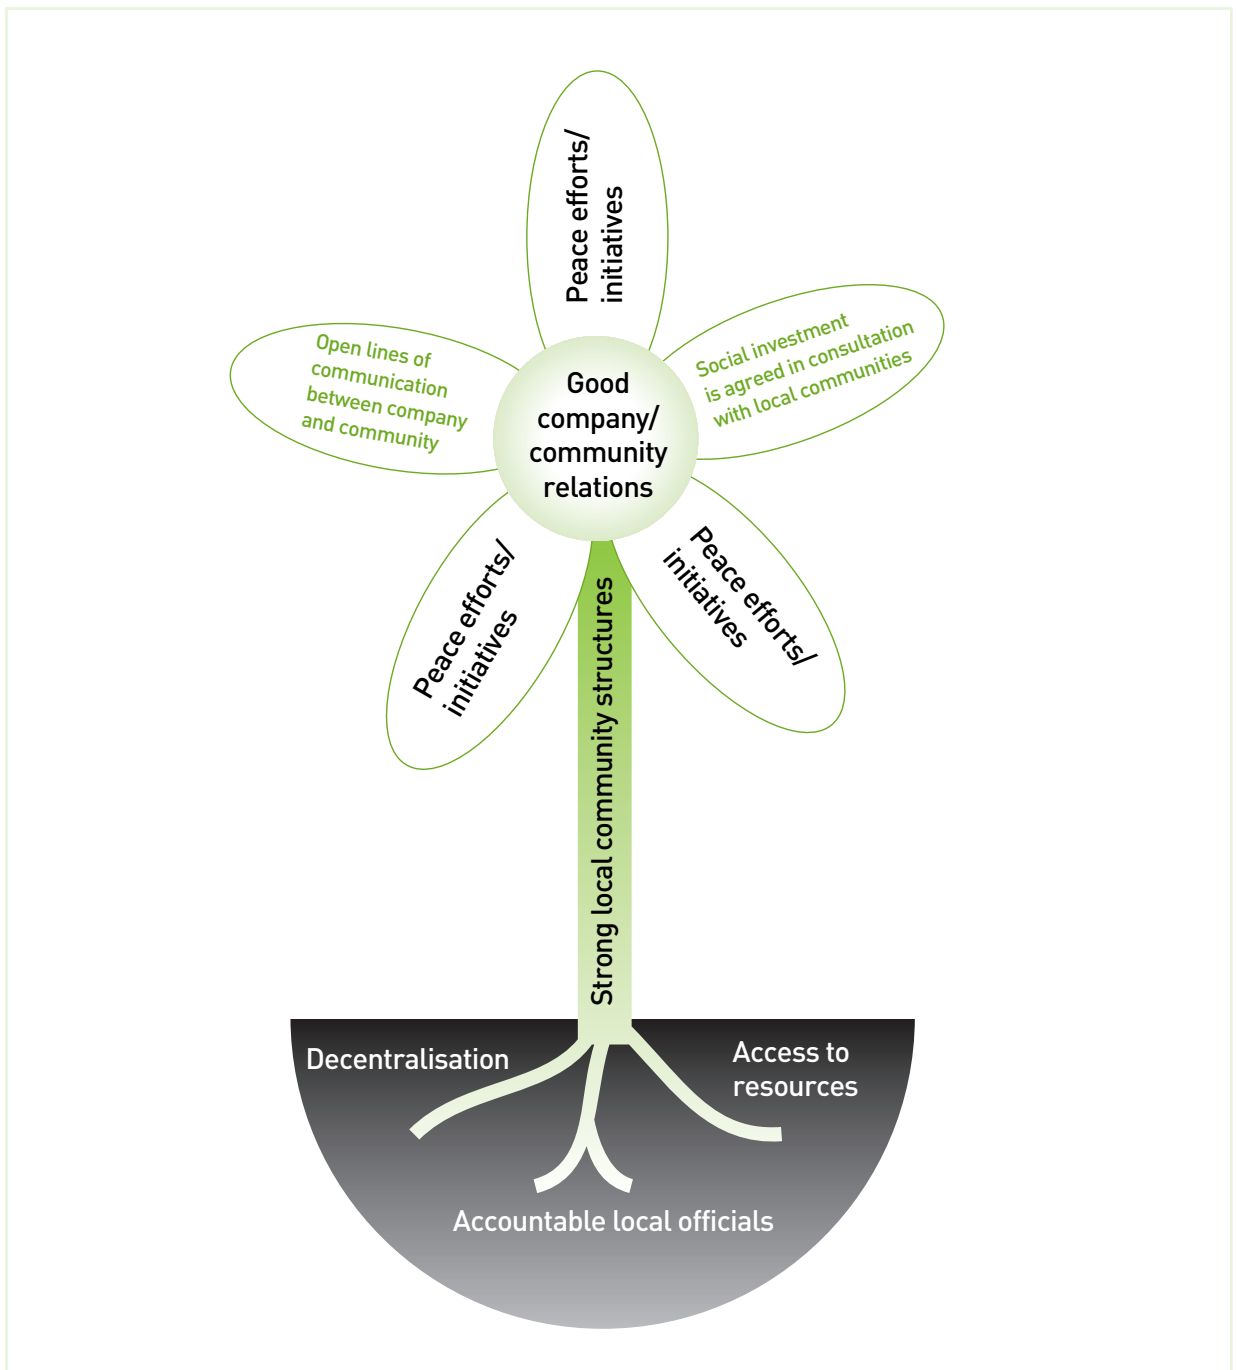 Peace efforts/
initiatives
Open lines of
communication
between company
and community
Social investment
is agreed in consultation
with local communities
Good
company/
community
relations
Peace efforts/
initiatives
Peace efforts/
initiatives
Strong local community structures
Decentralisation
Access to
resources
Accountable local officials